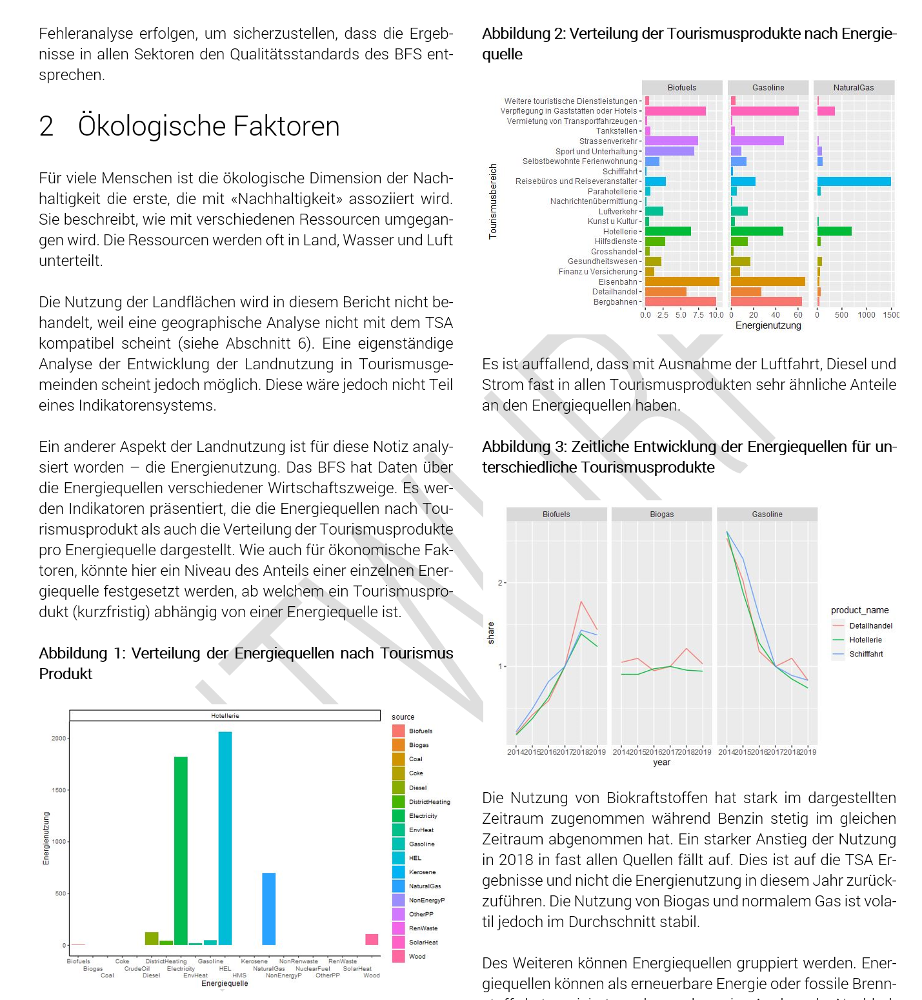 Fehleranalyse erfolgen, um sicherzustellen, dass die Ergeb-
nisse in allen Sektoren den Qualitätsstandards des BFS ent-
sprechen.
2 Ökologische Faktoren
Für viele Menschen ist die ökologische Dimension der Nach-
haltigkeit die erste, die mit «Nachhaltigkeit» assoziiert wird.
Sie beschreibt, wie mit verschiedenen Ressourcen umgegan-
gen wird. Die Ressourcen werden oft in Land, Wasser und Luft
unterteilt.
Die Nutzung der Landflächen wird in diesem Bericht nicht be-
handelt, weil eine geographische Analyse nicht mit dem TSA
kompatibel scheint (siehe Abschnitt 6). Eine eigenständige
Analyse der Entwicklung der Landnutzung in Tourismusge-
meinden scheint jedoch möglich. Diese wäre jedoch nicht Teil
eines Indikatorensystems.
Ein anderer Aspekt der Landnutzung ist für diese Notiz analy-
siert worden – die Energienutzung. Das BFS hat Daten über
die Energiequellen verschiedener Wirtschaftszweige. Es wer-
den Indikatoren präsentiert, die die Energiequellen nach Tou-
rismusprodukt als auch die Verteilung der Tourismusprodukte
pro Energiequelle dargestellt. Wie auch für ökonomische Fak-
toren, könnte hier ein Niveau des Anteils einer einzelnen Ener-
giequelle festgesetzt werden, ab welchem ein Tourismuspro-
dukt (kurzfristig) abhängig von einer Energiequelle ist.
Abbildung 1: Verteilung der Energiequellen nach Tourismus
Produkt
Hotellerie
Energienutzung
2000
1500
1000
500
0
Biofuels Coke DistrictHeating Gasoline Kerosene NonRenwaste RenWaste
Biogas CrudeOil Electricity HEL NaturalGas NuclearFuel SolarHeat
Coal Diesel EnvHeat HMS NonEnergyP OtherPP Wood
Energiequelle
source
Biofuels
Biogas
Coal
Coke
Diesel
DistrictHeating
Electricity
EnvHeat
Gasoline
HEL
Kerosene
NaturalGas
NonEnergyP
OtherPP
RenWaste
SolarHeat
Wood
Abbildung 2: Verteilung der Tourismusprodukte nach Energie-
quelle
Biofuels Gasoline NaturalGas
Tourismusbereich
Weitere touristische Dienstleistungen
Verpflegung in Gaststätten oder Hotels
Vermietung von Transportfahrzeugen
Tankstellen
Strassenverkehr
Sport und Unterhaltung
Selbstbewohnte Ferienwohnung
Schifffahrt
Reisebüros und Reiseveranstalter
Parahotellerie
Nachrichtenübermittlung
Luftverkehr
Kunst u Kultur
Hotellerie
Hilfsdienste
Grosshandel
Gesundheitswesen
Finanz u Versicherung
Eisenbahn
Detailhandel
Bergbahnen
0.0 2.5 5.0 7.5 10.0 0 20 40 60 0 500 1000 1500
Energienutzung
Es ist auffallend, dass mit Ausnahme der Luftfahrt, Diesel und
Strom fast in allen Tourismusprodukten sehr ähnliche Anteile
an den Energiequellen haben.
Abbildung 3: Zeitliche Entwicklung der Energiequellen für un-
terschiedliche Tourismusprodukte
Biofuels Biogas Gasoline
share
2
1
2014 2015 2016 2017 2018 2019 2014 2015 2016 2017 2018 2019 2014 2015 2016 2017 2018 2019
year
product_name
Detailhandel
Hotellerie
Schifffahrt
Die Nutzung von Biokraftstoffen hat stark im dargestellten
Zeitraum zugenommen während Benzin stetig im gleichen
Zeitraum abgenommen hat. Ein starker Anstieg der Nutzung
in 2018 in fast allen Quellen fällt auf. Dies ist auf die TSA Er-
gebnisse und nicht die Energienutzung in diesem Jahr zurück-
zuführen. Die Nutzung von Biogas und normalem Gas ist vola-
til jedoch im Durchschnitt stabil.
Des Weiteren können Energiequellen gruppiert werden. Ener-
giequellen können als erneuerbare Energie oder fossile Brenn-